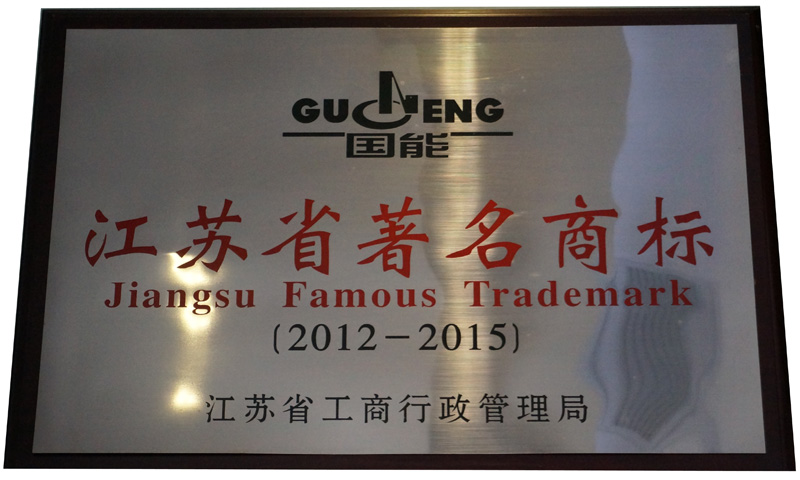 GUONENG
国能
江苏省著名商标
Jiangsu Famous Trademark
(2012-2015)
江苏省工商行政管理局